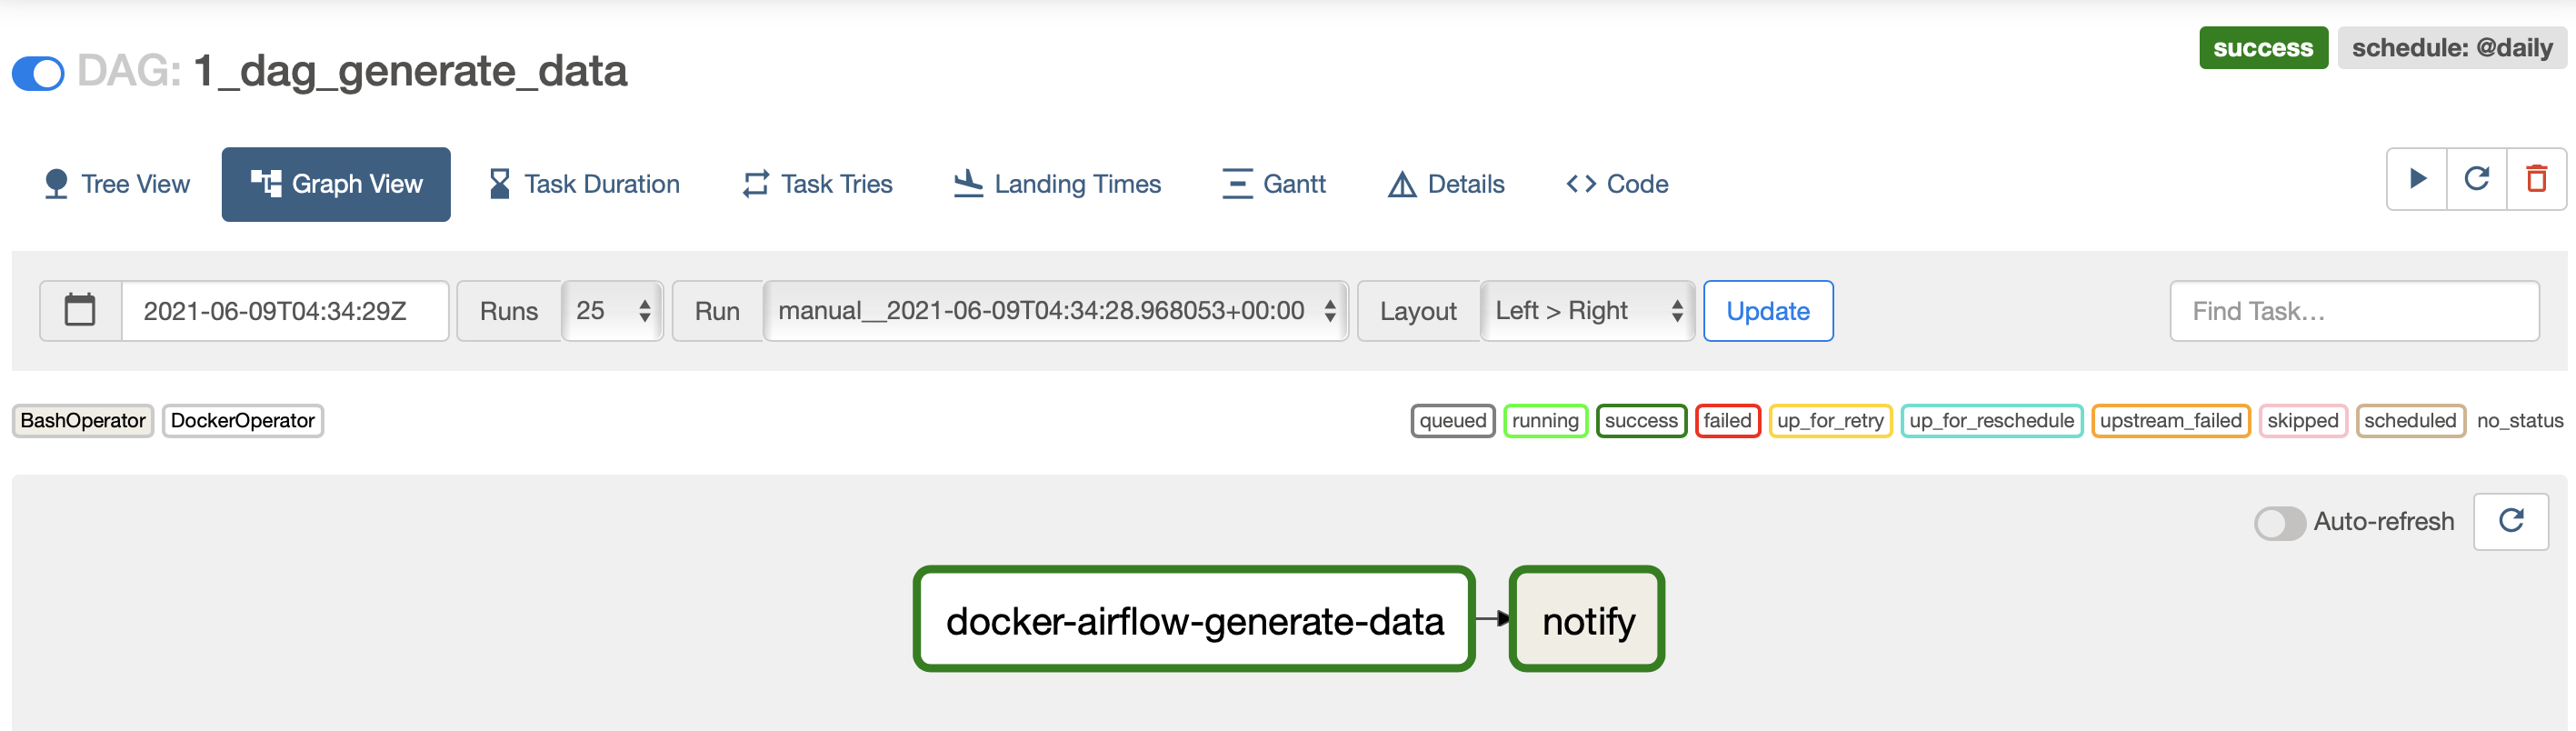 DAG: 1_dag_generate_data
success schedule: @daily
Tree View Graph View Task Duration Task Tries Landing Times Gantt Details Code
2021-06-09T04:34:29Z Runs 25 Run manual__2021-06-09T04:34:28.968053+00:00 Layout Left > Right Update Find Task...
BashOperator DockerOperator queued running success failed up_for_retry up_for_reschedule upstream_failed skipped scheduled no_status
Auto-refresh
docker-airflow-generate-data notify